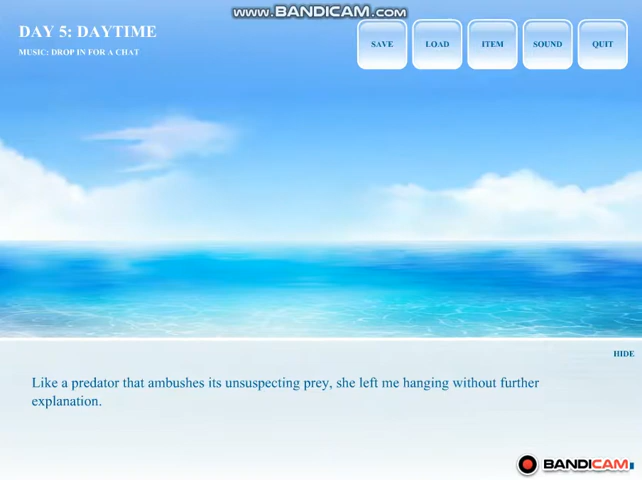 www.BANDICAM.com
DAY 5: DAYTIME
MUSIC: DROP IN FOR A CHAT
SAVE
LOAD
ITEM
SOUND
QUIT
HIDE
Like a predator that ambushes its unsuspecting prey, she left me hanging without further
explanation.
BANDICAM